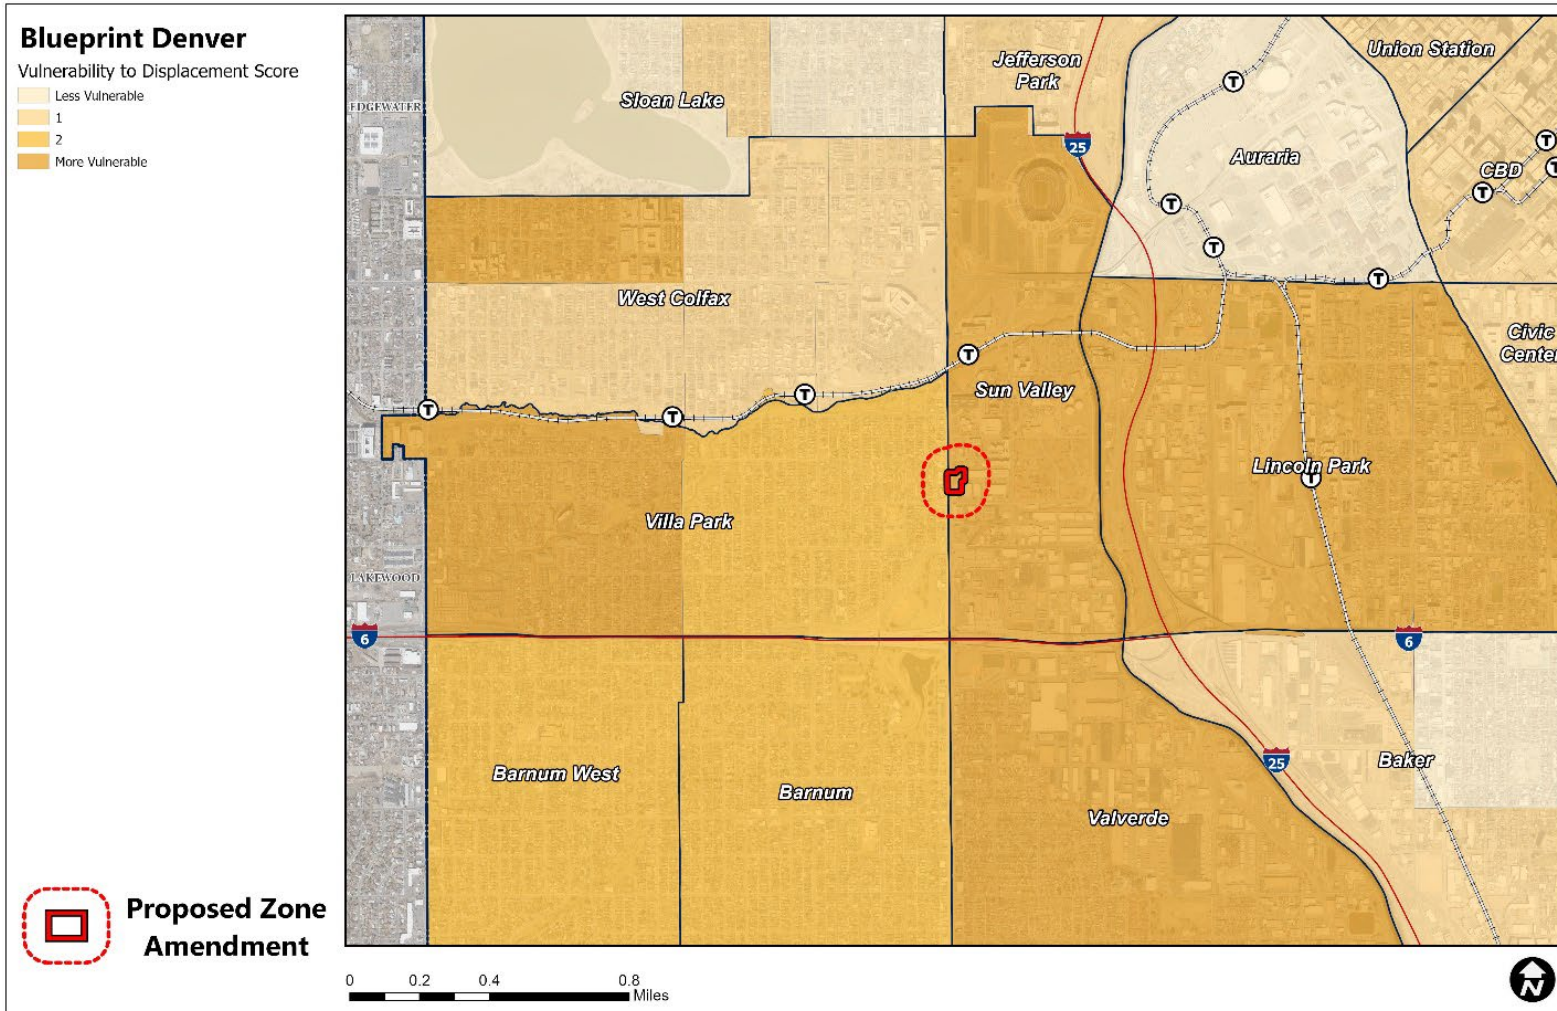 Blueprint Denver
Vulnerability to Displacement Score
Less Vulnerable
1
2
More Vulnerable
Proposed Zone
Amendment
EDGEWATER
Sloan Lake
Jefferson
Park
Union Station
25
Auraria
CBD
T
T
T
T
T
T
T
West Colfax
Civic
Center
T
T
T
T
Sun Valley
Lincoln Park
T
Villa Park
LAKEWOOD
6
6
Barnum West
Barnum
Valverde
25
Baker
0
0.2
0.4
0.8
Miles
N